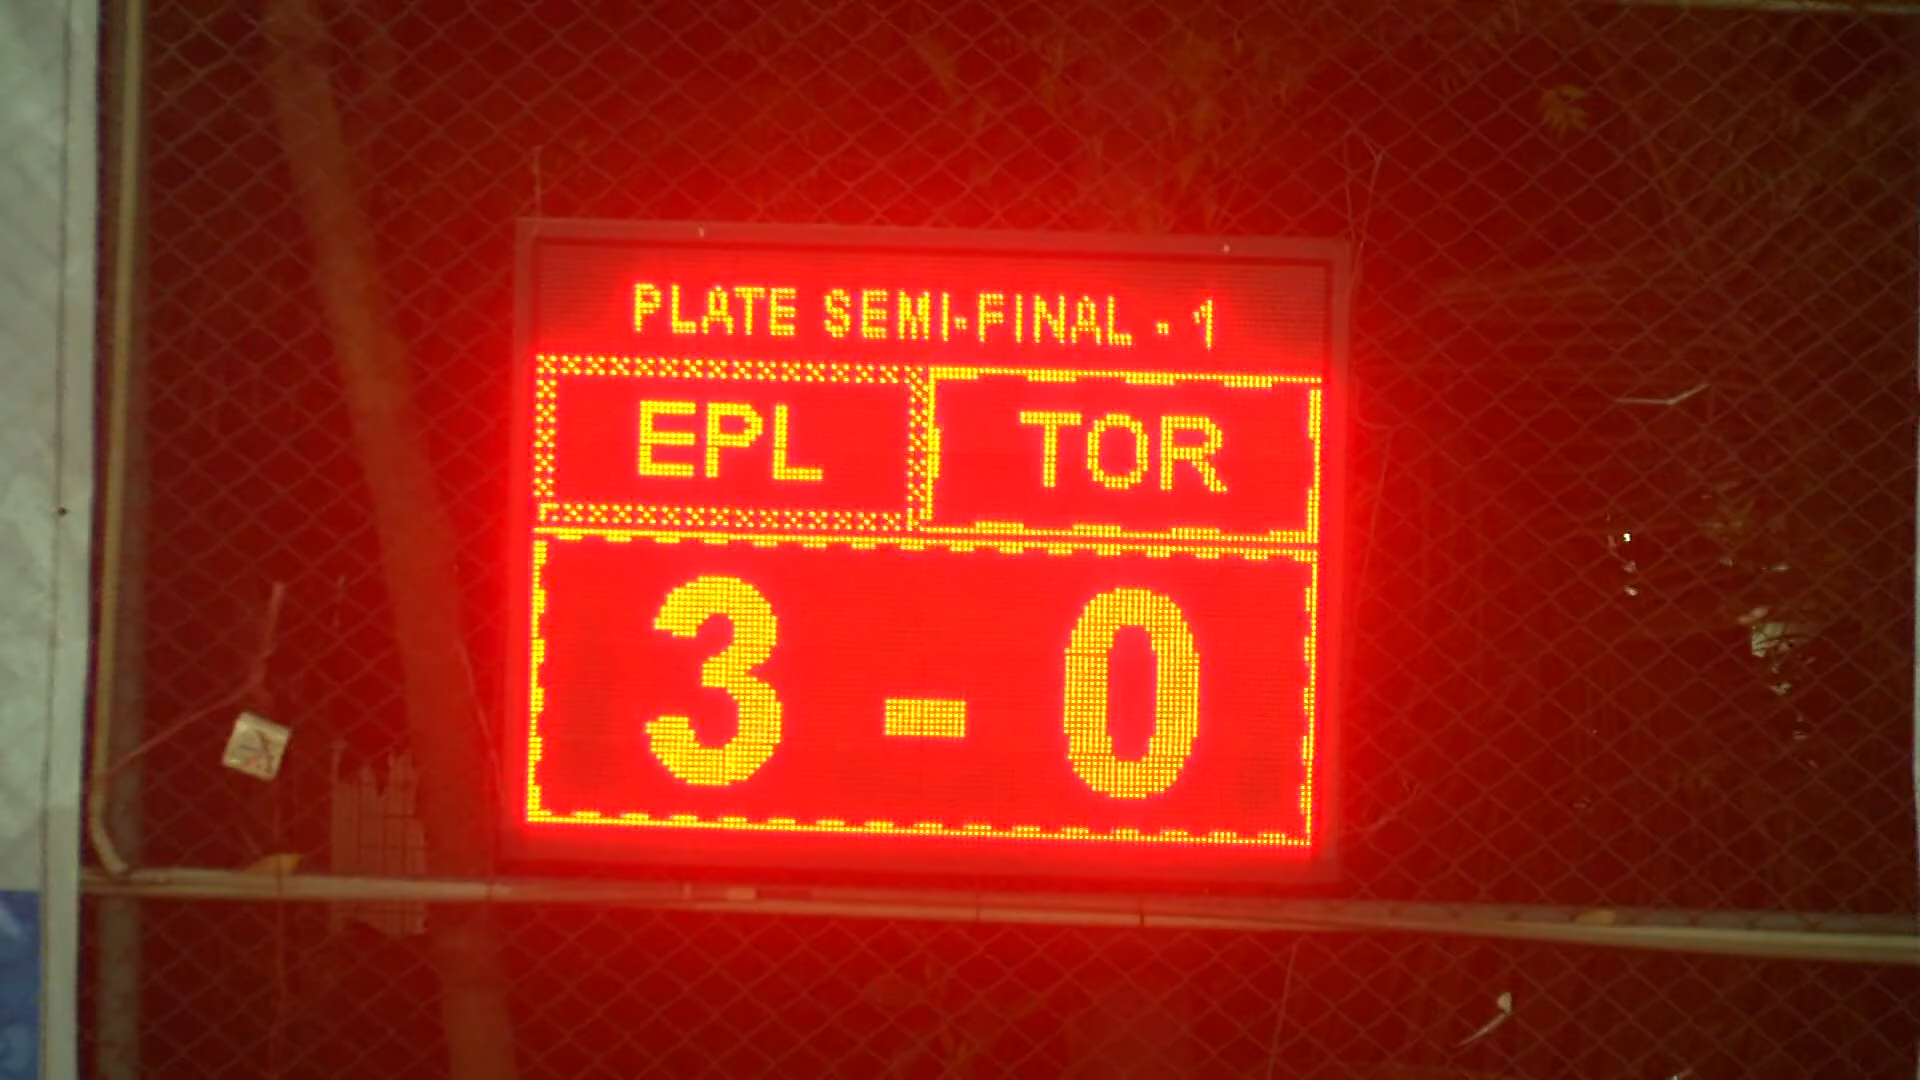 PLATE SEMI-FINAL - 1
EPL TOR
3 - 0